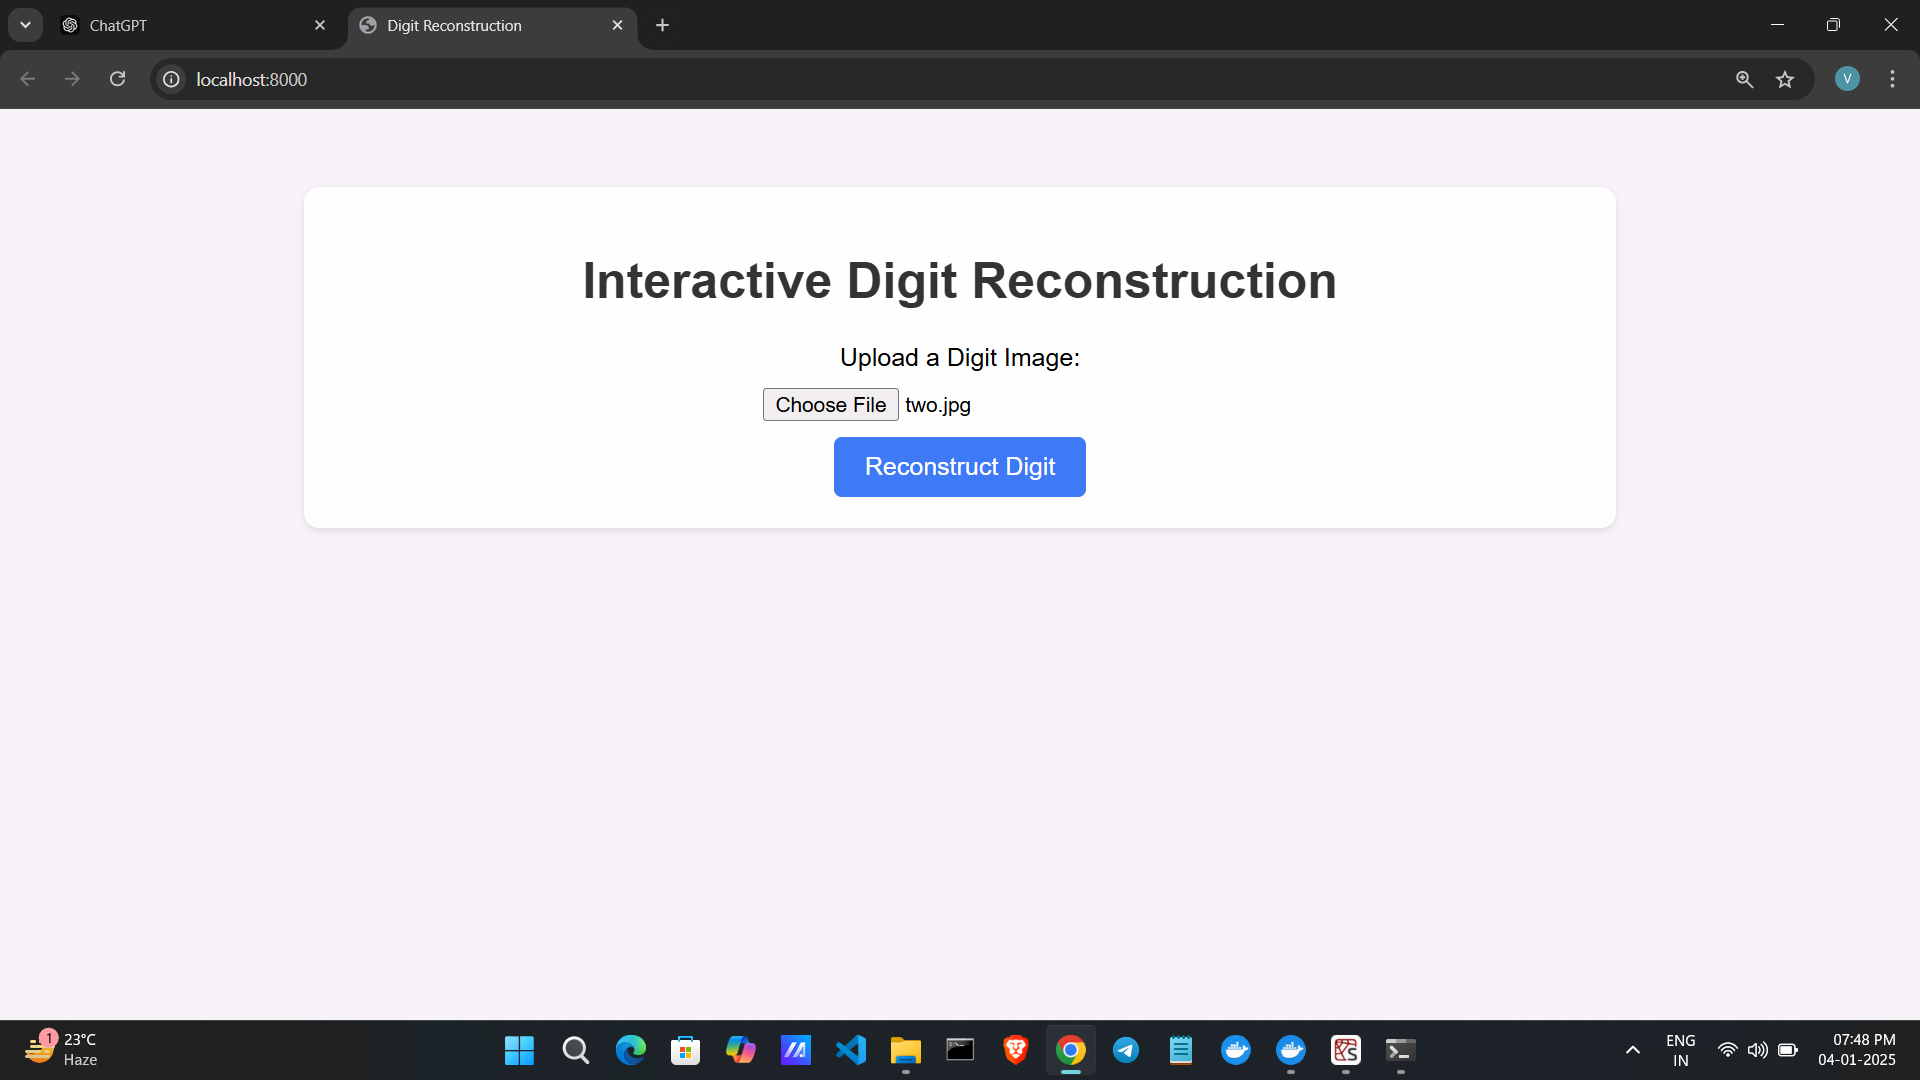 ChatGPT
Digit Reconstruction
localhost:8000
V
Interactive Digit Reconstruction
Upload a Digit Image:
Choose File two.jpg
Reconstruct Digit
1
23°C
Haze
ENG
IN
07:48 PM
04-01-2025